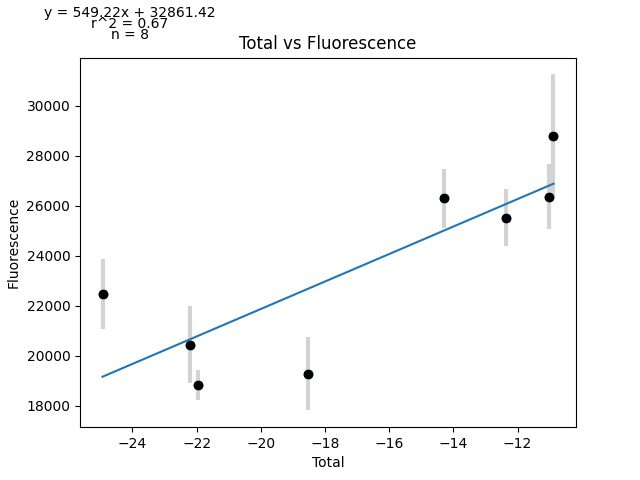 y = 549.22x + 32861.42
r^2 = 0.67
n = 8
Total vs Fluorescence
30000
28000
26000
24000
22000
20000
18000
Fluorescence
−24 −22 −20 −18 −16 −14 −12
Total